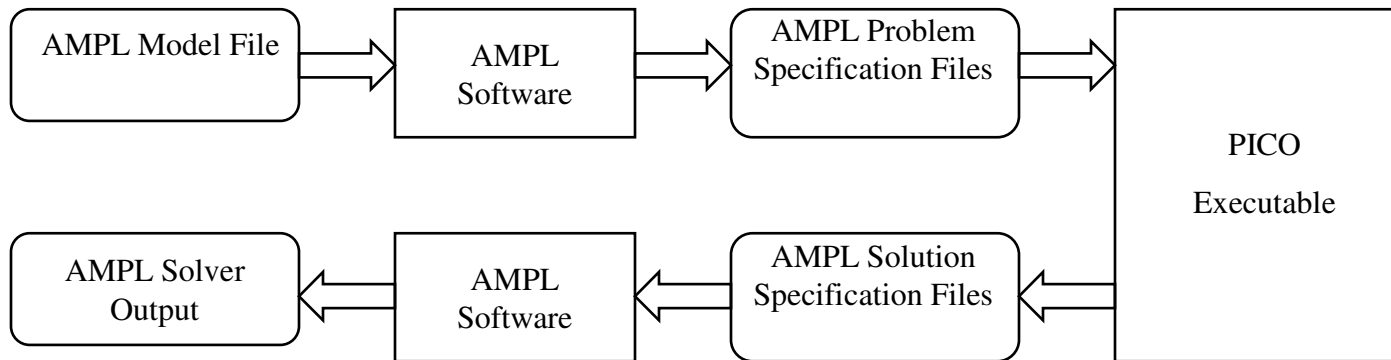 AMPL Model File
AMPL
Software
AMPL Problem
Specification Files
PICO
Executable
AMPL Solver
Output
AMPL
Software
AMPL Solution
Specification Files